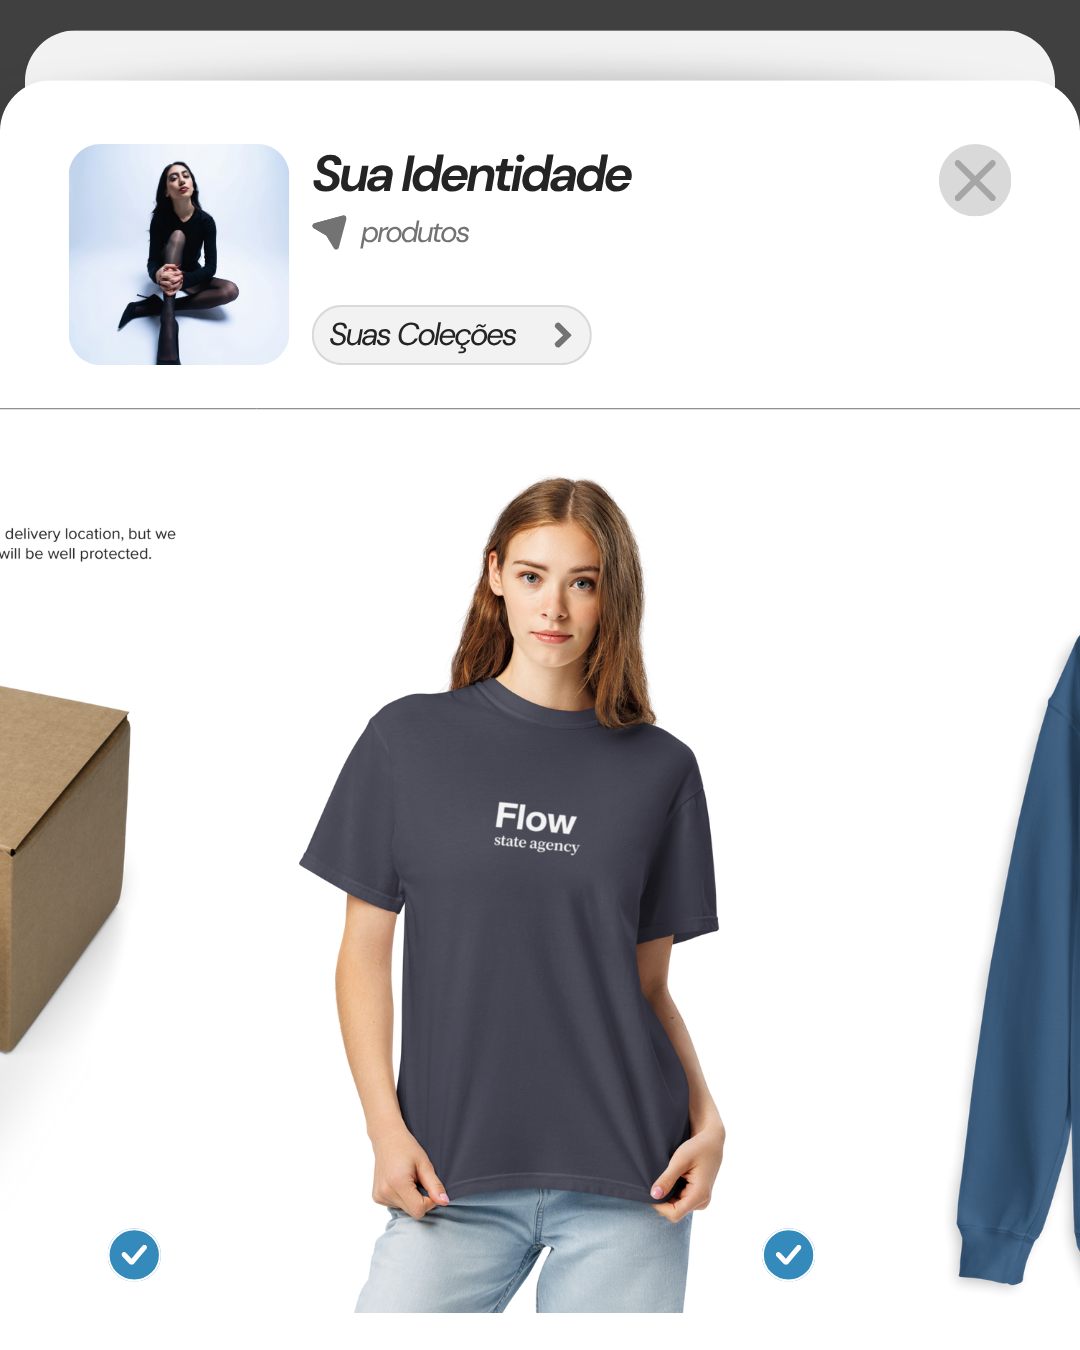 Sua Identidade
produtos
Suas Coleções
delivery location, but we
will be well protected.
Flow
state agency